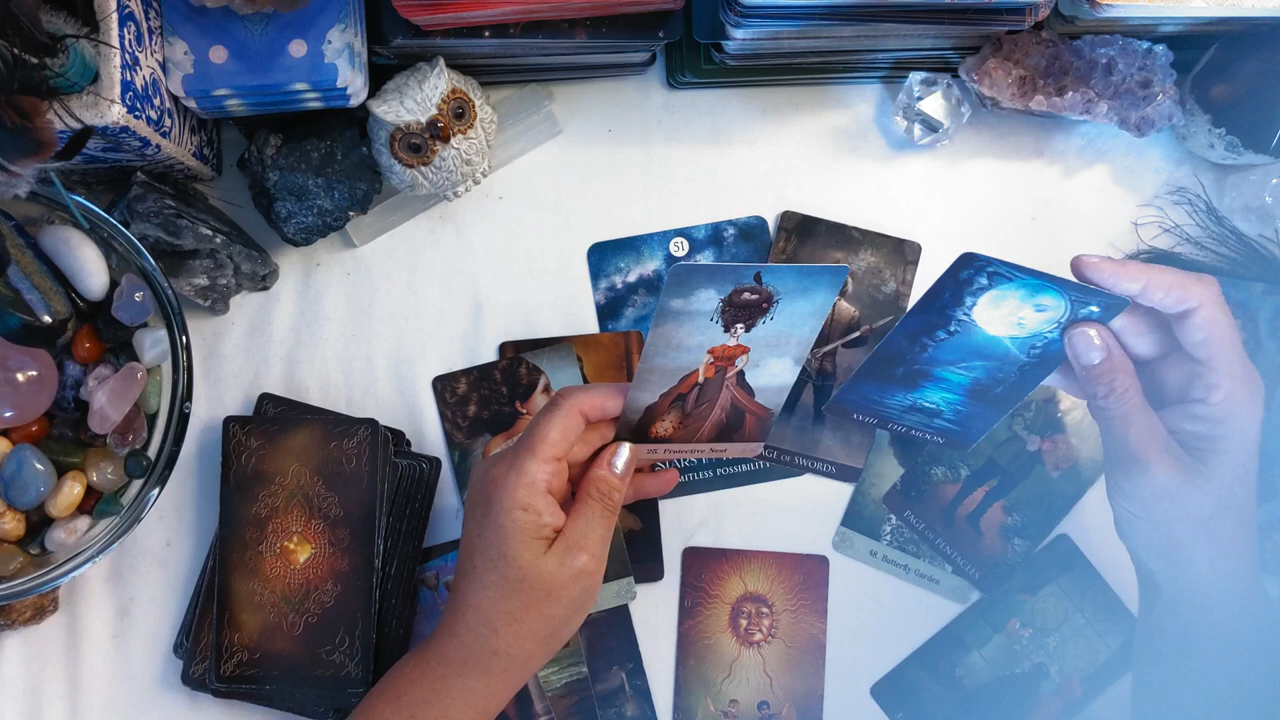 51
25. Protective Nest
STARS
LIMITLESS POSSIBILITY
PAGE OF SWORDS
XVIII · THE MOON
PAGE OF PENTACLES
48. Butterfly Garden